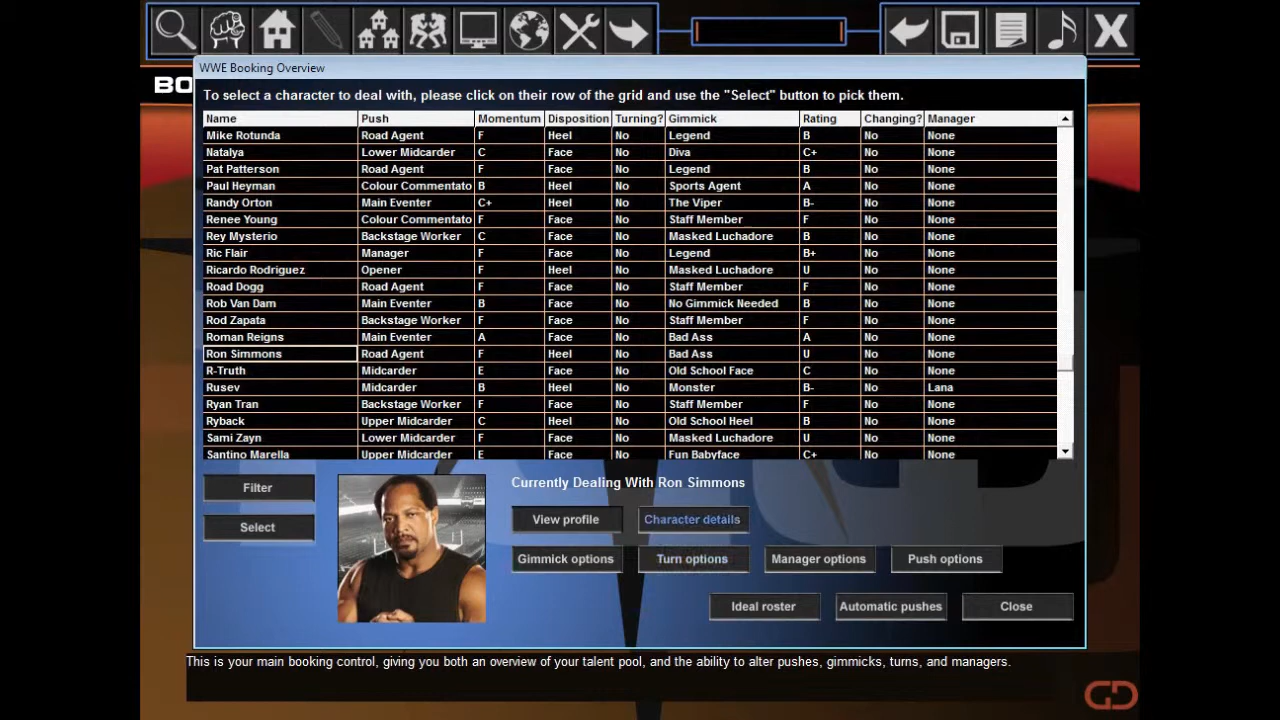 WWE Booking Overview
BO
To select a character to deal with, please click on their row of the grid and use the "Select" button to pick them.
Name Push Momentum Disposition Turning? Gimmick Rating Changing? Manager
Mike Rotunda Road Agent F Heel No Legend B No None
Natalya Lower Midcarder C Face No Diva C+ No None
Pat Patterson Road Agent F Face No Legend B No None
Paul Heyman Colour Commentato B Heel No Sports Agent A No None
Randy Orton Main Eventer C+ Heel No The Viper B- No None
Renee Young Colour Commentato F Face No Staff Member F No None
Rey Mysterio Backstage Worker C Face No Masked Luchadore B No None
Ric Flair Manager F Face No Legend B+ No None
Ricardo Rodriguez Opener F Heel No Masked Luchadore U No None
Road Dogg Road Agent F Face No Staff Member F No None
Rob Van Dam Main Eventer B Face No No Gimmick Needed B No None
Rod Zapata Backstage Worker F Face No Staff Member F No None
Roman Reigns Main Eventer A Face No Bad Ass A No None
Ron Simmons Road Agent F Heel No Bad Ass U No None
R-Truth Midcarder E Face No Old School Face C No None
Rusev Midcarder B Heel No Monster B- No Lana
Ryan Tran Backstage Worker F Face No Staff Member F No None
Ryback Upper Midcarder C Heel No Old School Heel B No None
Sami Zayn Lower Midcarder F Face No Masked Luchadore U No None
Santino Marella Upper Midcarder E Face No Fun Babyface C+ No None
Filter
Select
Currently Dealing With Ron Simmons
View profile Character details
Gimmick options Turn options Manager options Push options
Ideal roster Automatic pushes Close
This is your main booking control, giving you both an overview of your talent pool, and the ability to alter pushes, gimmicks, turns, and managers.